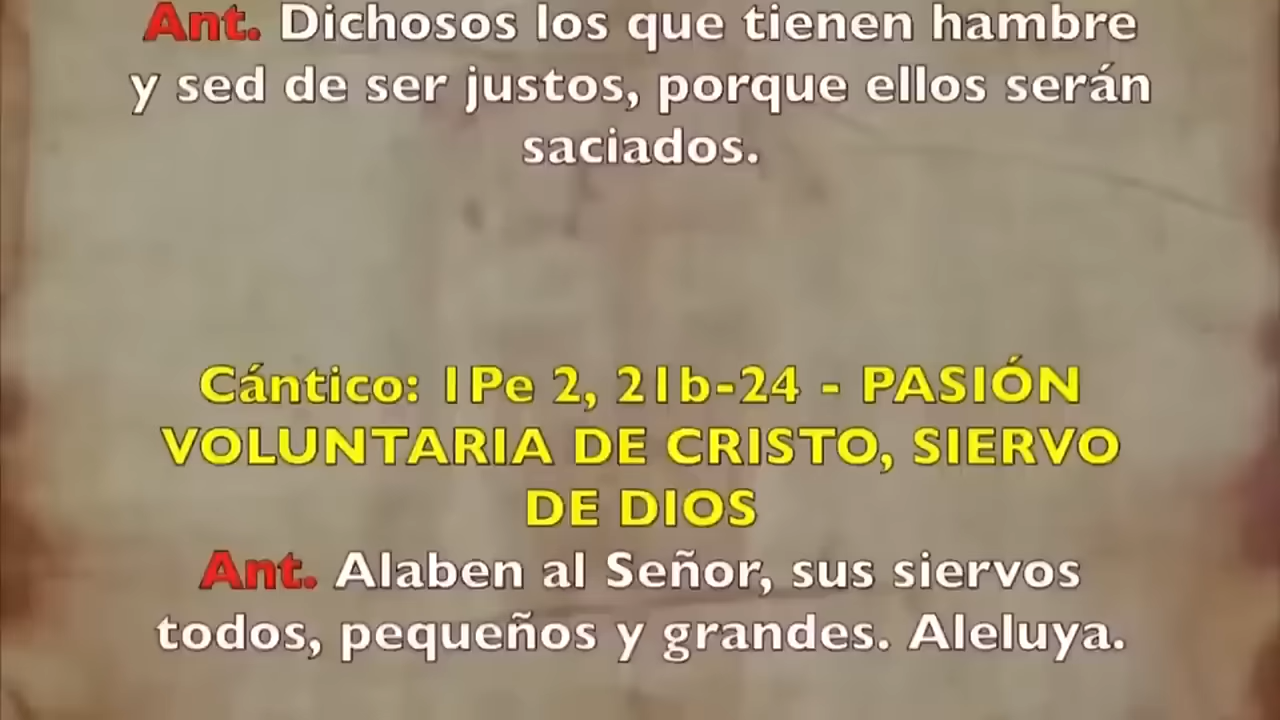 Ant. Dichosos los que tienen hambre
y sed de ser justos, porque ellos serán
saciados.
Cántico: 1Pe 2, 21b-24 - PASIÓN
VOLUNTARIA DE CRISTO, SIERVO
DE DIOS
Ant. Alaben al Señor, sus siervos
todos, pequeños y grandes. Aleluya.